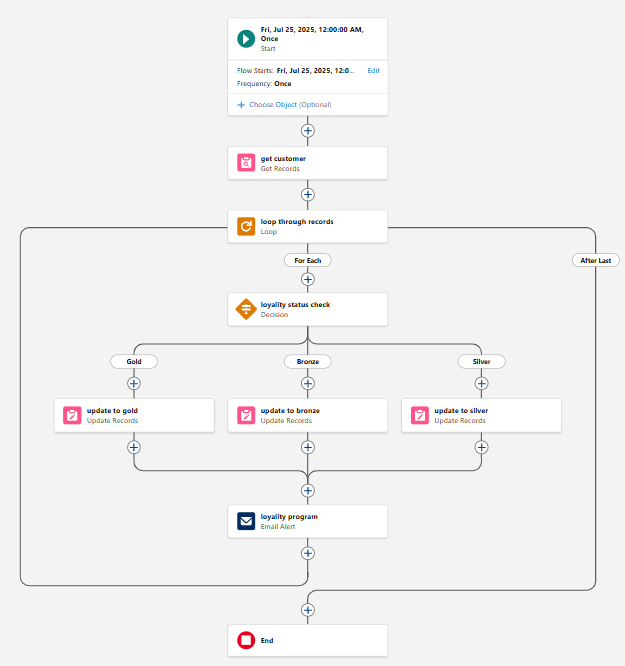 Fri, Jul 25, 2025, 12:00:00 AM,
Once
Start
Flow Starts: Fri, Jul 25, 2025, 12:0... Edit
Frequency: Once
Choose Object (Optional)
get customer
Get Records
loop through records
Loop
For Each
After Last
loyality status check
Decision
Gold
Bronze
Silver
update to gold
Update Records
update to bronze
Update Records
update to silver
Update Records
loyality program
Email Alert
End